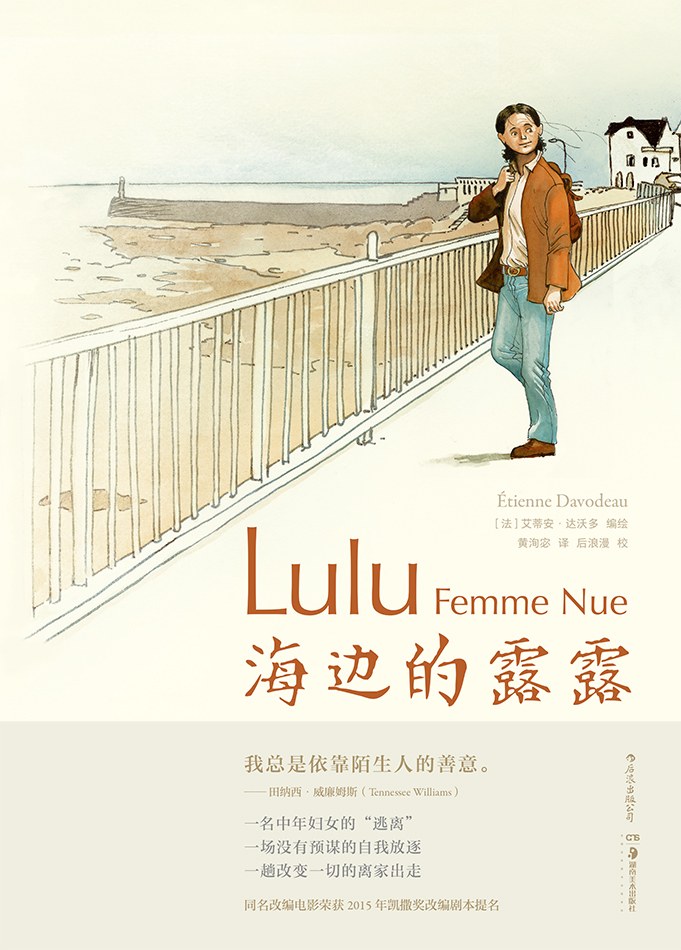 Étienne Davodeau
[法] 艾蒂安·达沃多 编绘
黄洵宓 译 后浪漫 校
Lulu Femme Nue
海边的露露
我总是依靠陌生人的善意。
——田纳西·威廉姆斯（Tennessee Williams）
一名中年妇女的“逃离”
一场没有预谋的自我放逐
一趟改变一切的离家出走
同名改编电影荣获 2015 年凯撒奖改编剧本提名
后浪出版公司
湖南美术出版社